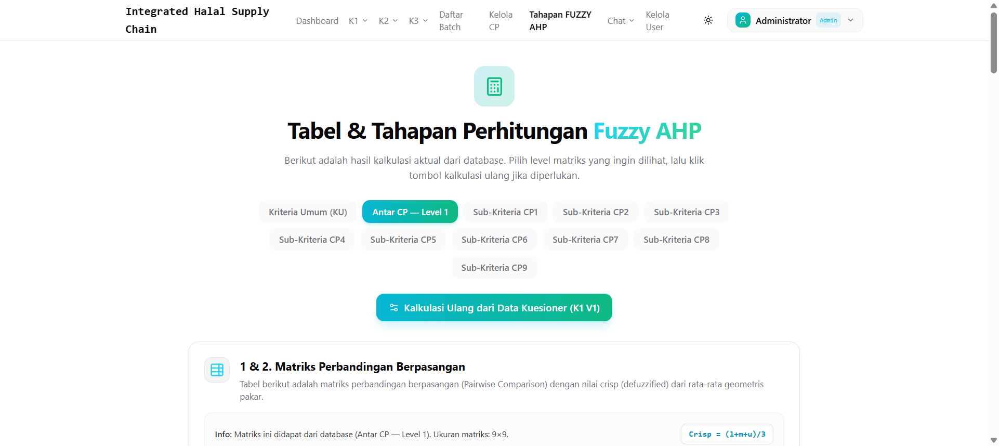 Integrated Halal Supply
Chain
Dashboard
K1
K2
K3
Daftar
Batch
Kelola
CP
Tahapan FUZZY
AHP
Chat
Kelola
User
Administrator
Admin
Tabel & Tahapan Perhitungan Fuzzy AHP
Berikut adalah hasil kalkulasi aktual dari database. Pilih level matriks yang ingin dilihat, lalu klik
tombol kalkulasi ulang jika diperlukan.
Kriteria Umum (KU)
Antar CP — Level 1
Sub-Kriteria CP1
Sub-Kriteria CP2
Sub-Kriteria CP3
Sub-Kriteria CP4
Sub-Kriteria CP5
Sub-Kriteria CP6
Sub-Kriteria CP7
Sub-Kriteria CP8
Sub-Kriteria CP9
Kalkulasi Ulang dari Data Kuesioner (K1 V1)
1 & 2. Matriks Perbandingan Berpasangan
Tabel berikut adalah matriks perbandingan berpasangan (Pairwise Comparison) dengan nilai crisp (defuzzified) dari rata-rata geometris
pakar.
Info: Matriks ini didapat dari database (Antar CP — Level 1). Ukuran matriks: 9×9.
Crisp = (l+m+u)/3